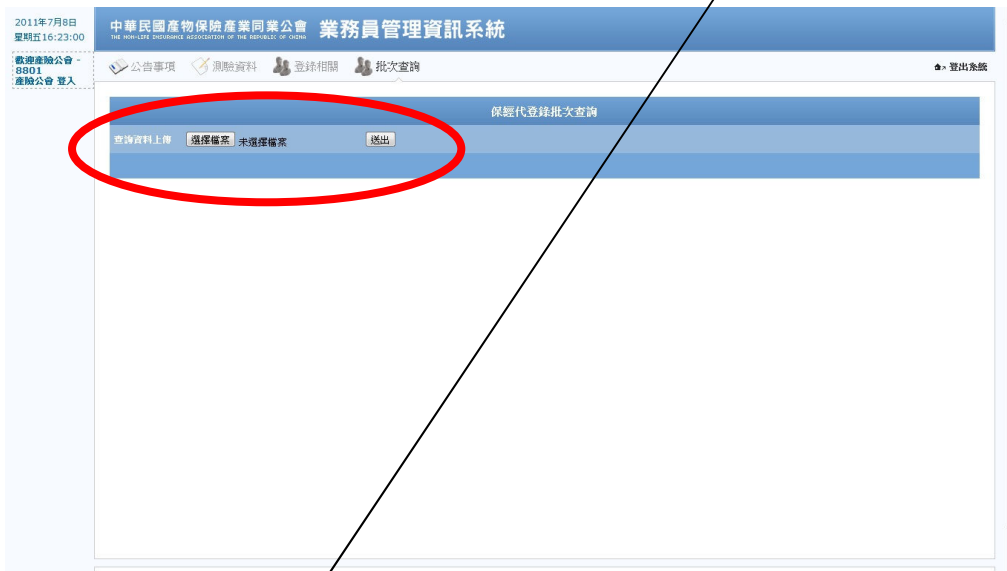 2011年7月8日
星期五16:23:00
中華民國產物保險產業同業公會 業務員管理資訊系統
THE NON-LIFE INSURANCE ASSOCIATION OF THE REPUBLIC OF CHINA
歡迎產險公會 -
8801
產險公會 登入
公告事項 測驗資料 登錄相關 批次查詢
登出系統
保經代登錄批次查詢
查詢資料上傳 選擇檔案 未選擇檔案 送出